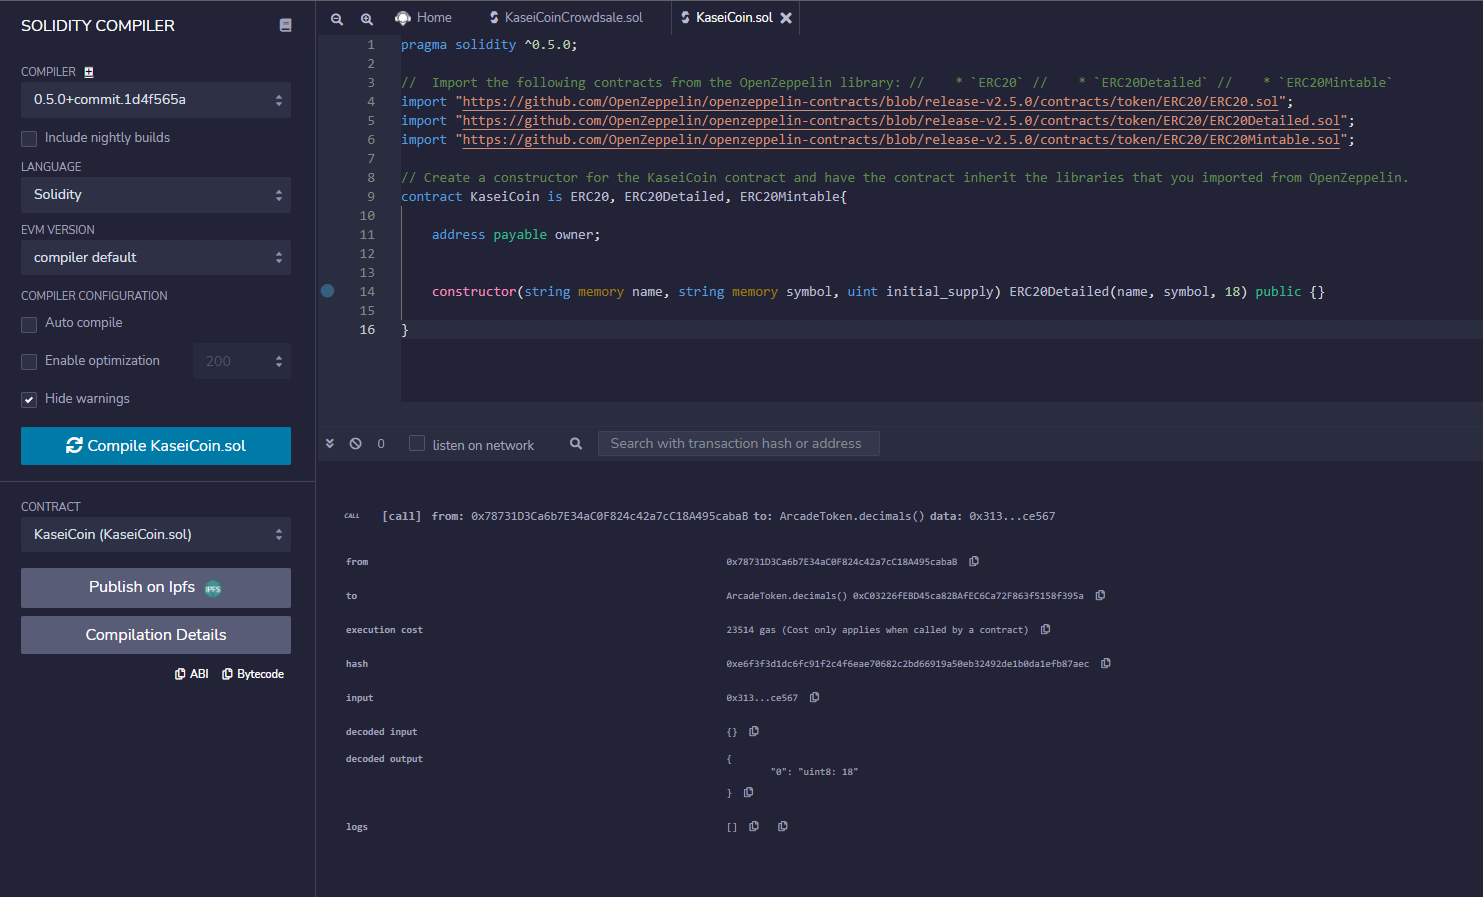 SOLIDITY COMPILER
COMPILER
0.5.0+commit.1d4f565a
Include nightly builds
LANGUAGE
Solidity
EVM VERSION
compiler default
COMPILER CONFIGURATION
Auto compile
Enable optimization
200
Hide warnings
Compile KaseiCoin.sol
CONTRACT
KaseiCoin (KaseiCoin.sol)
Publish on Ipfs
IPFS
Compilation Details
ABI
Bytecode
Home
KaseiCoinCrowdsale.sol
KaseiCoin.sol
1 pragma solidity ^0.5.0;
2
3 //  Import the following contracts from the OpenZeppelin library: //    * `ERC20` //    * `ERC20Detailed` //    * `ERC20Mintable`
4 import "https://github.com/OpenZeppelin/openzeppelin-contracts/blob/release-v2.5.0/contracts/token/ERC20/ERC20.sol";
5 import "https://github.com/OpenZeppelin/openzeppelin-contracts/blob/release-v2.5.0/contracts/token/ERC20/ERC20Detailed.sol";
6 import "https://github.com/OpenZeppelin/openzeppelin-contracts/blob/release-v2.5.0/contracts/token/ERC20/ERC20Mintable.sol";
7
8 // Create a constructor for the KaseiCoin contract and have the contract inherit the libraries that you imported from OpenZeppelin.
9 contract KaseiCoin is ERC20, ERC20Detailed, ERC20Mintable{
10
11     address payable owner;
12
13
14     constructor(string memory name, string memory symbol, uint initial_supply) ERC20Detailed(name, symbol, 18) public {}
15
16 }
0
listen on network
Search with transaction hash or address
CALL [call] from: 0x78731D3Ca6b7E34aC0F824c42a7cC18A495cabaB to: ArcadeToken.decimals() data: 0x313...ce567
from 0x78731D3Ca6b7E34aC0F824c42a7cC18A495cabaB
to ArcadeToken.decimals() 0xC03226fEBD45ca82BAfEC6Ca72F863f5158f395a
execution cost 23514 gas (Cost only applies when called by a contract)
hash 0xe6f3f3d1dc6fc91f2c4f6eae70682c2bd66919a50eb32492de1b0da1efb87aec
input 0x313...ce567
decoded input {}
decoded output {
"0": "uint8: 18"
}
logs []